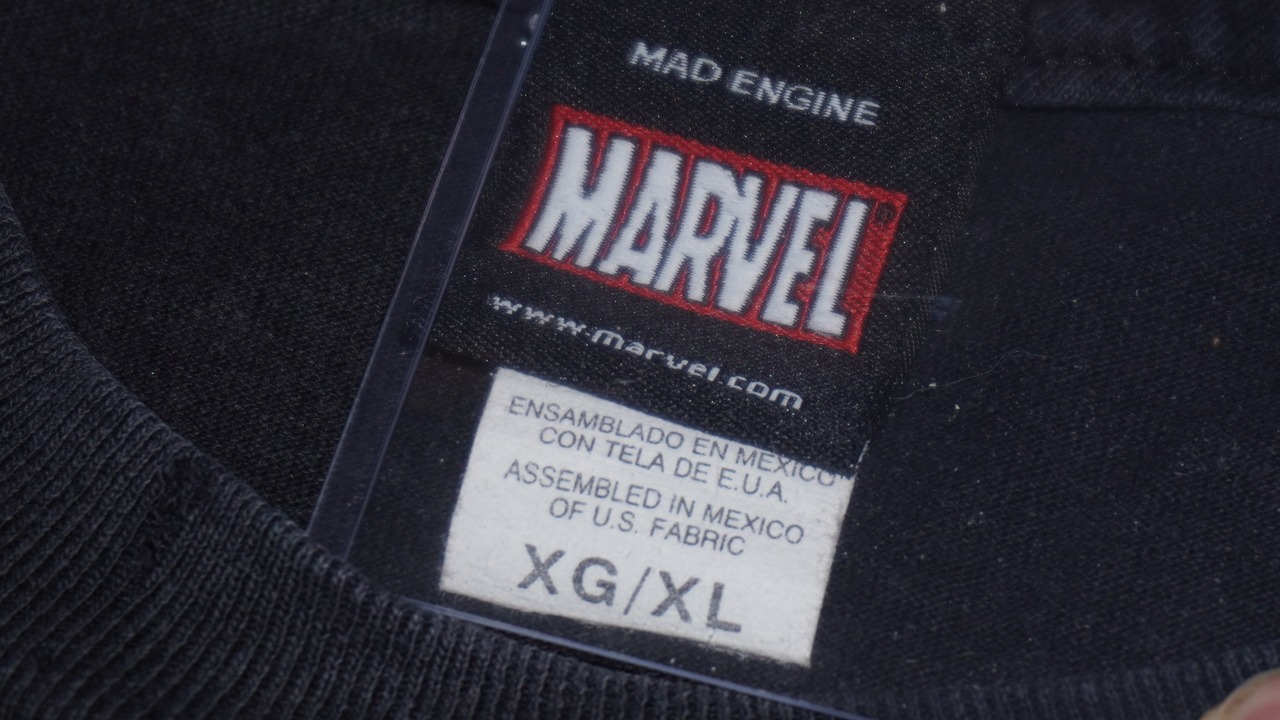 MAD ENGINE
MARVEL®
www.marvel.com
ENSAMBLADO EN MEXICO
CON TELA DE E.U.A.
ASSEMBLED IN MEXICO
OF U.S. FABRIC
XG/XL